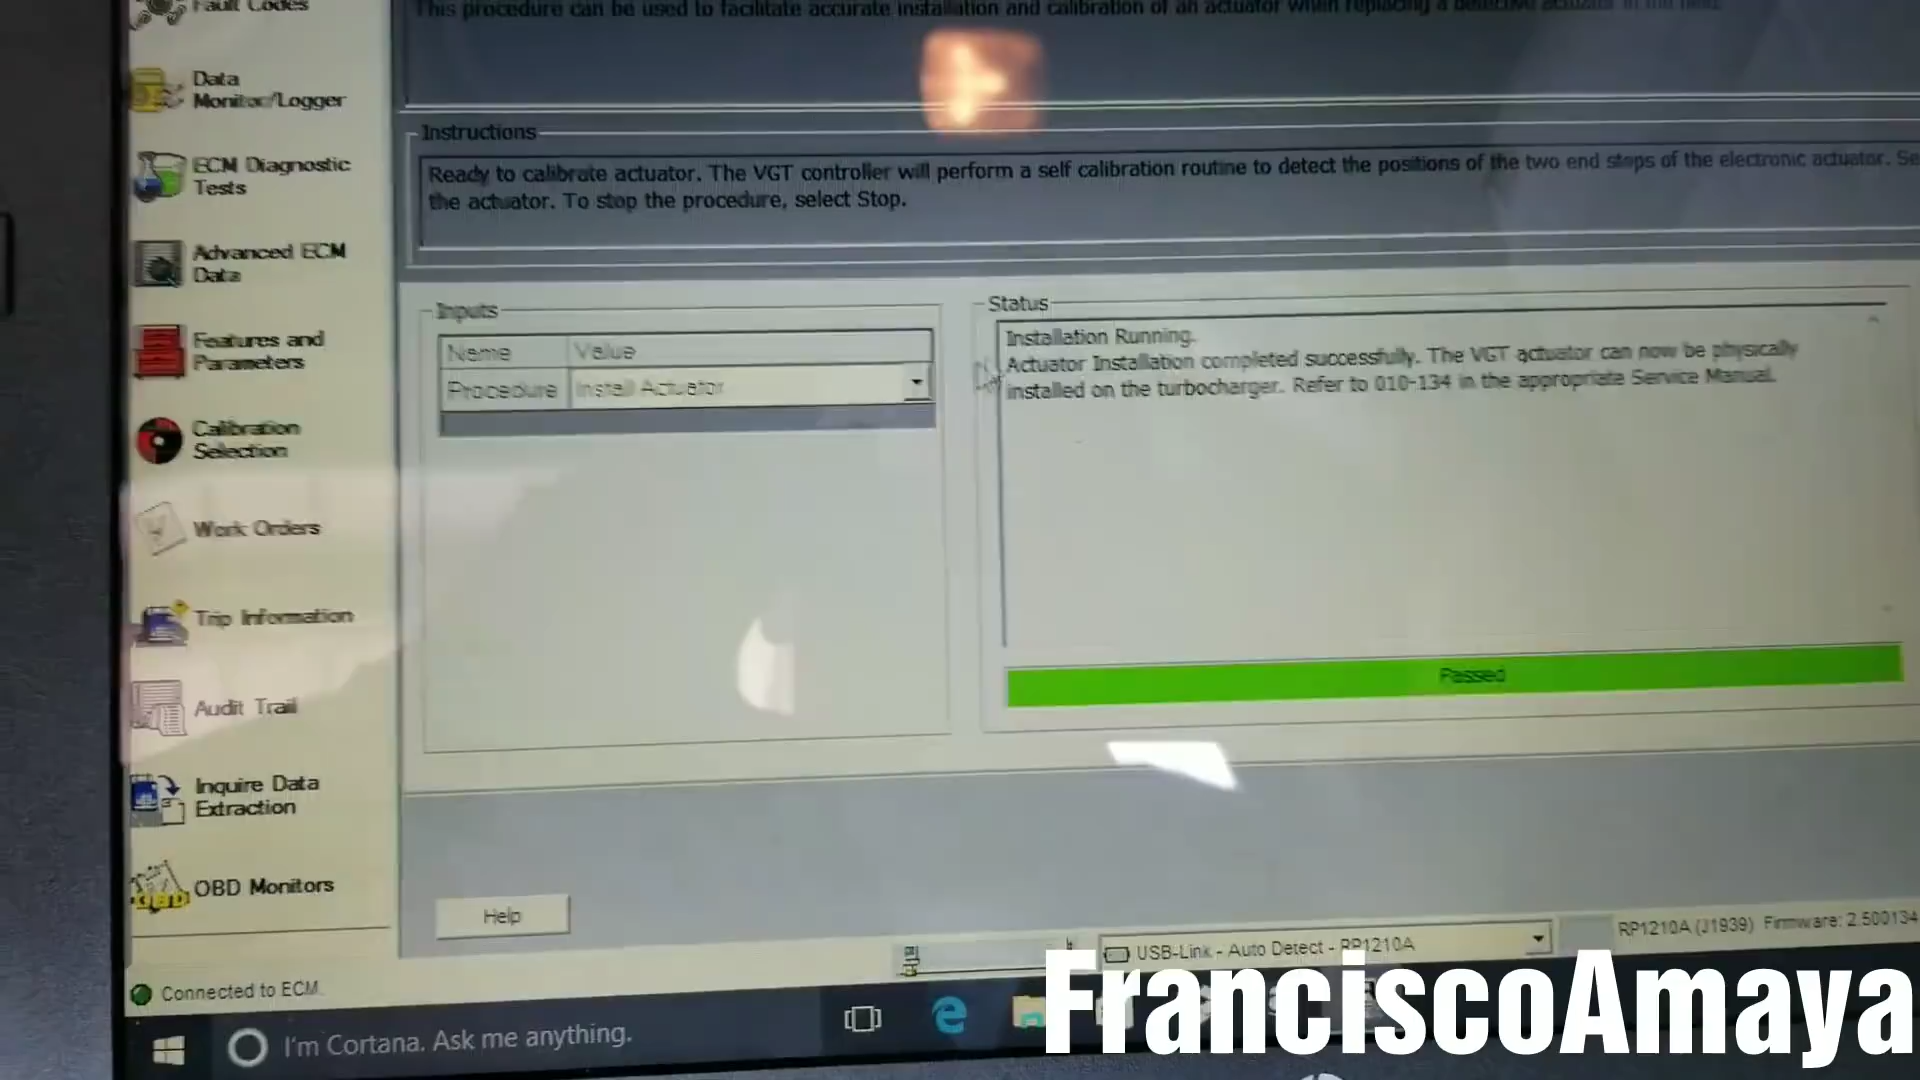 Fault Codes
This procedure can be used to facilitate accurate installation and calibration of an actuator when replacing a defective actuator in the field.
Data
Monitor/Logger
Instructions
ECM Diagnostic
Tests
Ready to calibrate actuator. The VGT controller will perform a self calibration routine to detect the positions of the two end stops of the electronic actuator. Se
the actuator. To stop the procedure, select Stop.
Advanced ECM
Data
Inputs
Name Value
Procedure Install Actuator
Status
Installation Running.
Actuator Installation completed successfully. The VGT actuator can now be physically
installed on the turbocharger. Refer to 010-134 in the appropriate Service Manual.
Features and
Parameters
Calibration
Selection
Work Orders
Trip Information
Passed
Audit Trail
Inquire Data
Extraction
OBD Monitors
Help
USB-Link - Auto Detect - RP1210A
RP1210A (J1939) Firmware: 2.500134
Connected to ECM
I'm Cortana. Ask me anything.
FranciscoAmaya